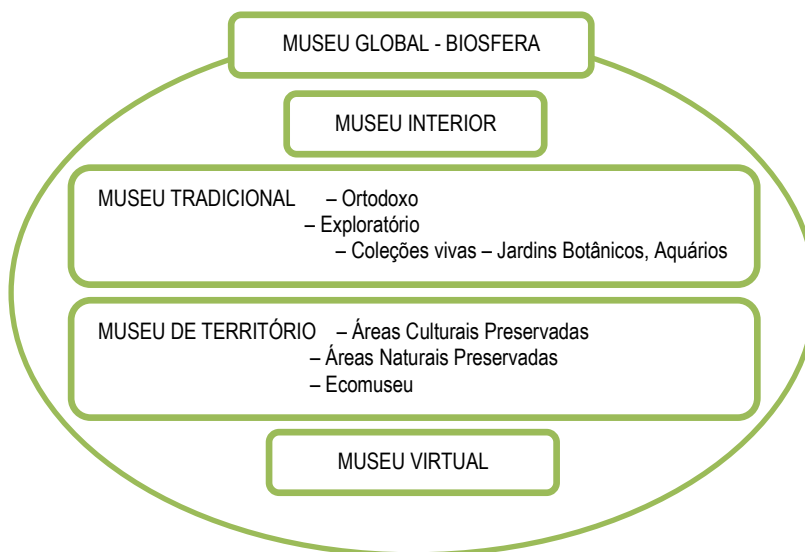 MUSEU GLOBAL - BIOSFERA
MUSEU INTERIOR
MUSEU TRADICIONAL – Ortodoxo
– Exploratório
– Coleções vivas – Jardins Botânicos, Aquários
MUSEU DE TERRITÓRIO – Áreas Culturais Preservadas
– Áreas Naturais Preservadas
– Ecomuseu
MUSEU VIRTUAL